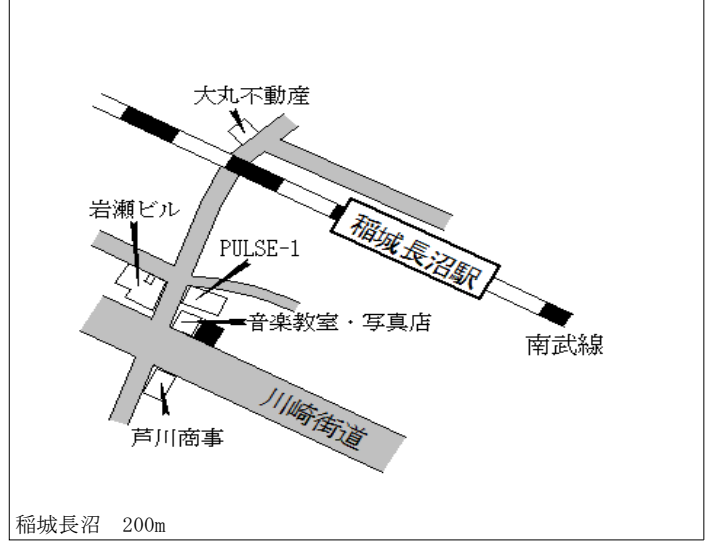 大丸不動産
岩瀬ビル
PULSE-1
稲城長沼駅
音楽教室・写真店
南武線
川崎街道
芦川商事
稲城長沼　200m